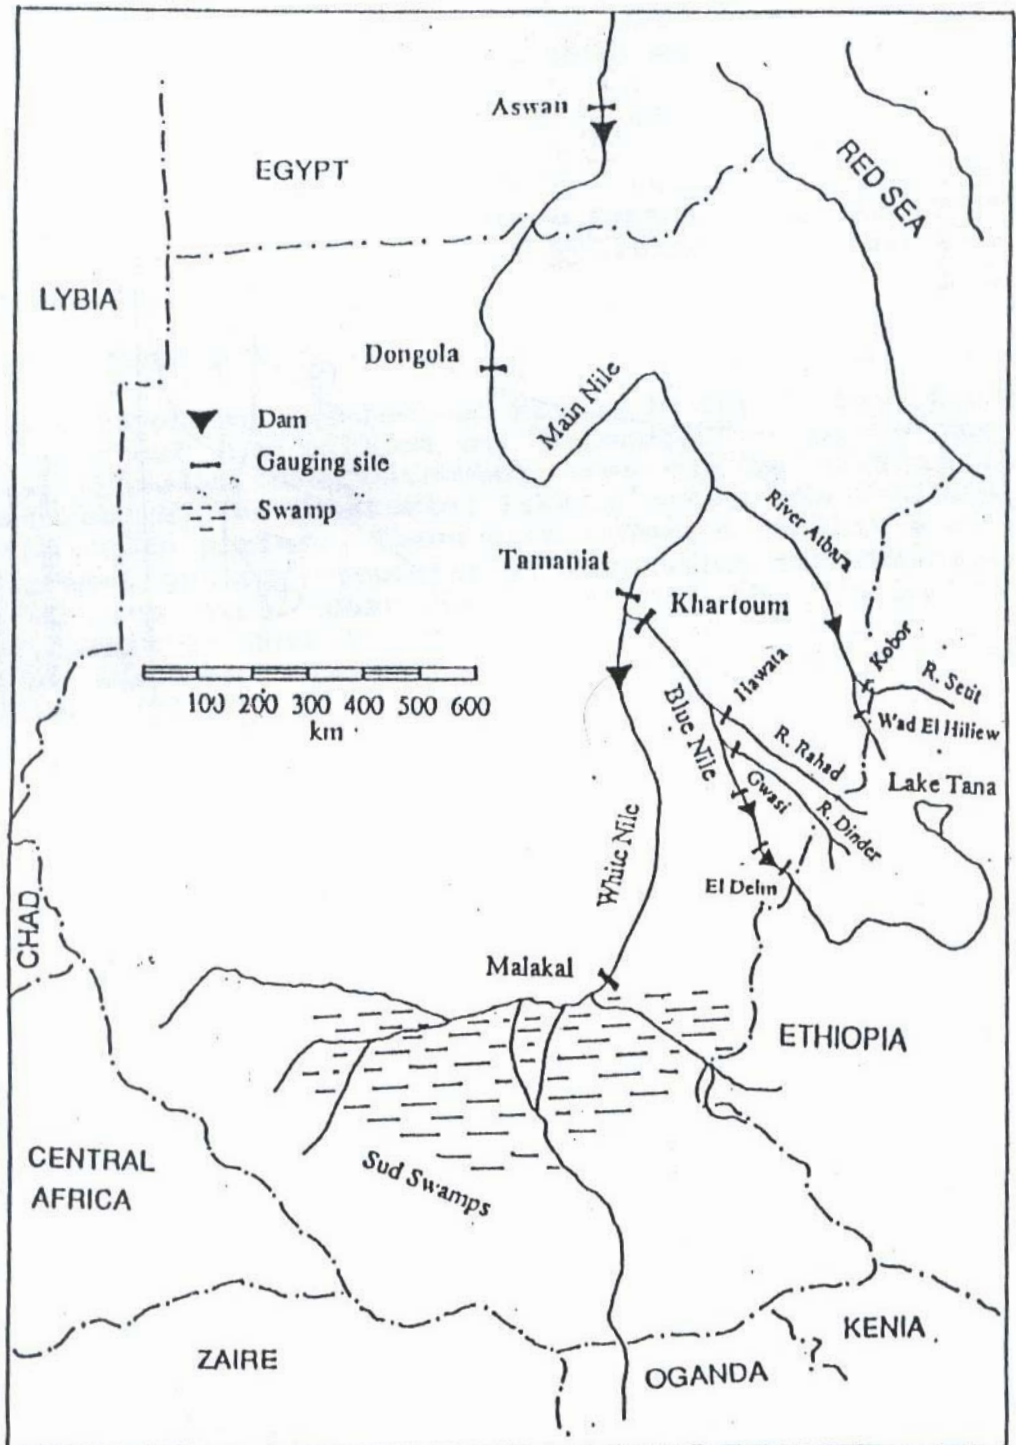 Aswan
EGYPT
RED SEA
LYBIA
Dongola
Main Nile
Dam
Gauging site
Swamp
River Atbara
Tamaniat
Khartoum
Kobor
R. Setit
Hawata
Wad El Hiliew
100 200 300 400 500 600
km
Blue Nile
R. Rahad
Lake Tana
Gwasi
R. Dinder
White Nile
El Deim
CHAD
Malakal
ETHIOPIA
CENTRAL
AFRICA
Sud Swamps
KENIA
ZAIRE
OGANDA